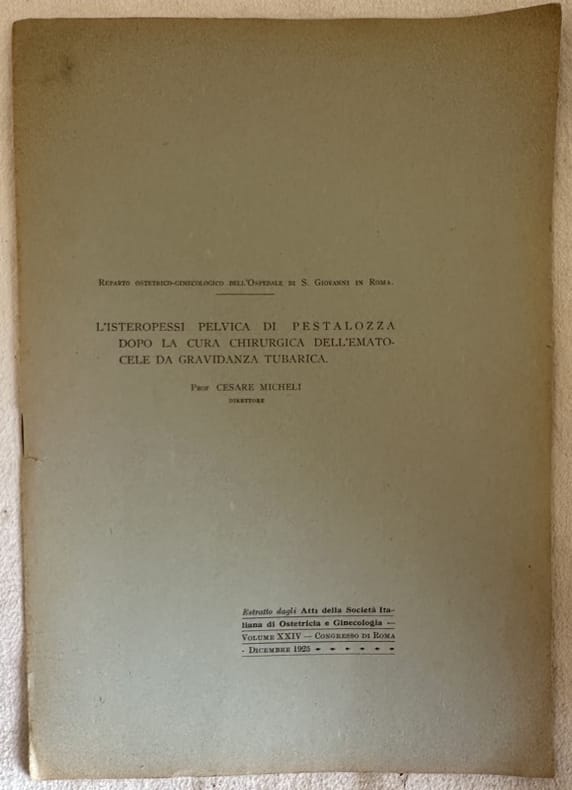 REPARTO OSTETRICO-GINECOLOGICO DELL'OSPEDALE DI S. GIOVANNI IN ROMA.
L'ISTEROPESSI PELVICA DI PESTALOZZA
DOPO LA CURA CHIRURGICA DELL'EMATO-
CELE DA GRAVIDANZA TUBARICA.
PROF CESARE MICHELI
DIRETTORE
Estratto dagli Atti della Società Ita-
liana di Ostetricia e Ginecologia —
VOLUME XXIV — CONGRESSO DI ROMA
- DICEMBRE 1925 - - - - - -